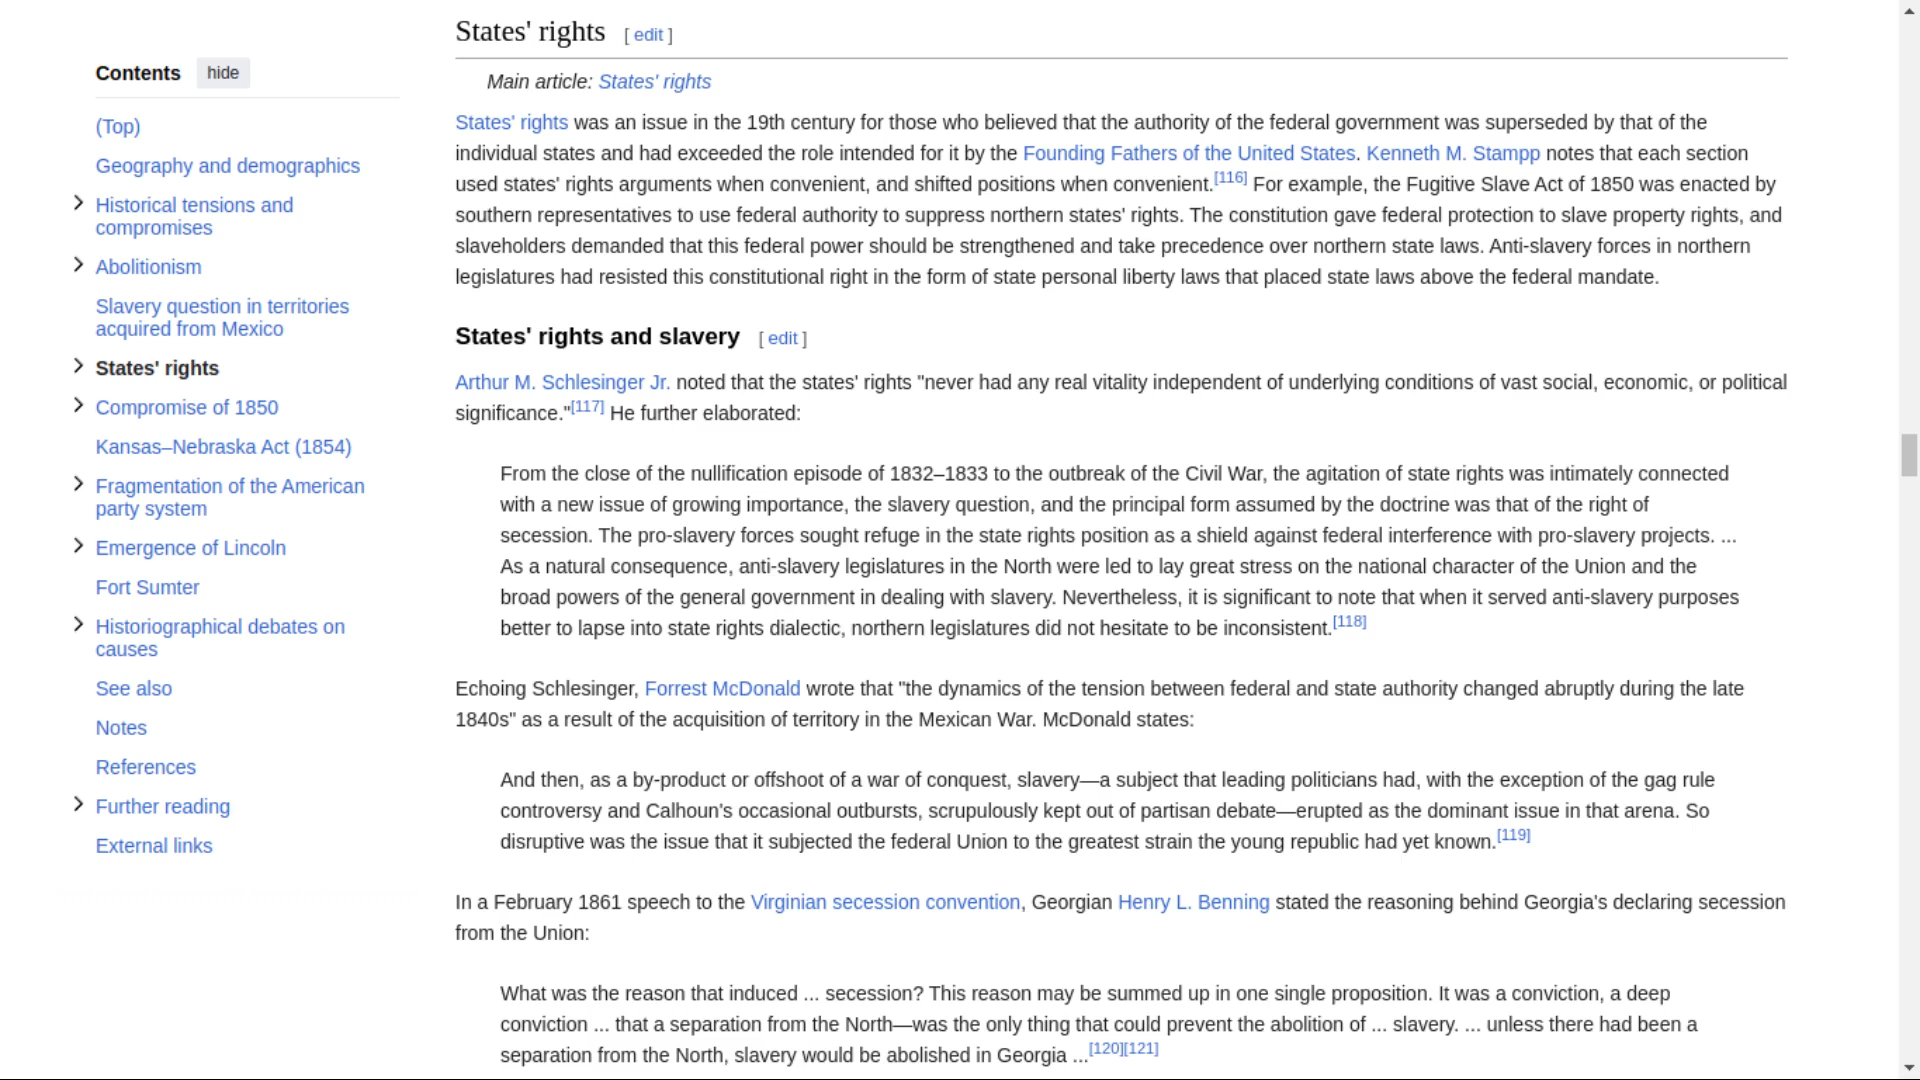 Contents hide
(Top)
Geography and demographics
Historical tensions and
compromises
Abolitionism
Slavery question in territories
acquired from Mexico
States' rights
Compromise of 1850
Kansas–Nebraska Act (1854)
Fragmentation of the American
party system
Emergence of Lincoln
Fort Sumter
Historiographical debates on
causes
See also
Notes
References
Further reading
External links
States' rights [ edit ]
Main article: States' rights
States' rights was an issue in the 19th century for those who believed that the authority of the federal government was superseded by that of the
individual states and had exceeded the role intended for it by the Founding Fathers of the United States. Kenneth M. Stampp notes that each section
used states' rights arguments when convenient, and shifted positions when convenient.[116] For example, the Fugitive Slave Act of 1850 was enacted by
southern representatives to use federal authority to suppress northern states' rights. The constitution gave federal protection to slave property rights, and
slaveholders demanded that this federal power should be strengthened and take precedence over northern state laws. Anti-slavery forces in northern
legislatures had resisted this constitutional right in the form of state personal liberty laws that placed state laws above the federal mandate.
States' rights and slavery [ edit ]
Arthur M. Schlesinger Jr. noted that the states' rights "never had any real vitality independent of underlying conditions of vast social, economic, or political
significance."[117] He further elaborated:
From the close of the nullification episode of 1832–1833 to the outbreak of the Civil War, the agitation of state rights was intimately connected
with a new issue of growing importance, the slavery question, and the principal form assumed by the doctrine was that of the right of
secession. The pro-slavery forces sought refuge in the state rights position as a shield against federal interference with pro-slavery projects. ...
As a natural consequence, anti-slavery legislatures in the North were led to lay great stress on the national character of the Union and the
broad powers of the general government in dealing with slavery. Nevertheless, it is significant to note that when it served anti-slavery purposes
better to lapse into state rights dialectic, northern legislatures did not hesitate to be inconsistent.[118]
Echoing Schlesinger, Forrest McDonald wrote that "the dynamics of the tension between federal and state authority changed abruptly during the late
1840s" as a result of the acquisition of territory in the Mexican War. McDonald states:
And then, as a by-product or offshoot of a war of conquest, slavery—a subject that leading politicians had, with the exception of the gag rule
controversy and Calhoun's occasional outbursts, scrupulously kept out of partisan debate—erupted as the dominant issue in that arena. So
disruptive was the issue that it subjected the federal Union to the greatest strain the young republic had yet known.[119]
In a February 1861 speech to the Virginian secession convention, Georgian Henry L. Benning stated the reasoning behind Georgia's declaring secession
from the Union:
What was the reason that induced ... secession? This reason may be summed up in one single proposition. It was a conviction, a deep
conviction ... that a separation from the North—was the only thing that could prevent the abolition of ... slavery. ... unless there had been a
separation from the North, slavery would be abolished in Georgia ...[120][121]